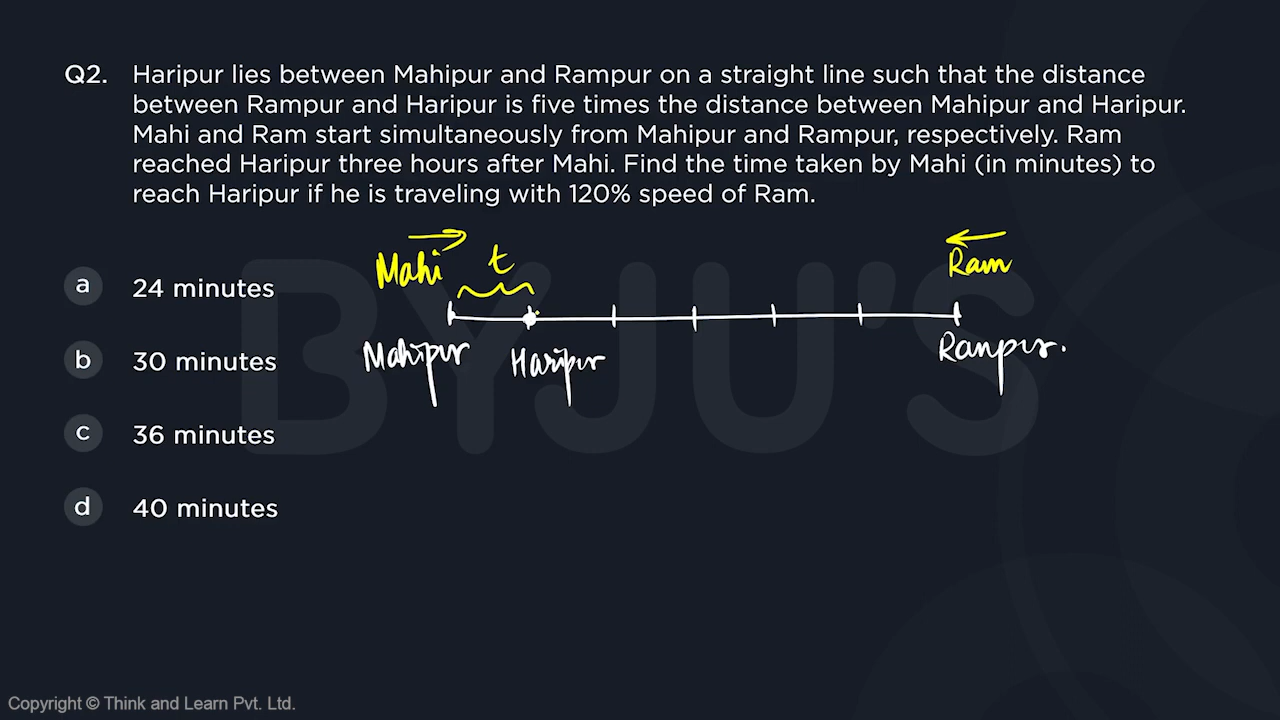 Q2. Haripur lies between Mahipur and Rampur on a straight line such that the distance
between Rampur and Haripur is five times the distance between Mahipur and Haripur.
Mahi and Ram start simultaneously from Mahipur and Rampur, respectively. Ram
reached Haripur three hours after Mahi. Find the time taken by Mahi (in minutes) to
reach Haripur if he is traveling with 120% speed of Ram.
Mahi t Ram
a 24 minutes
Mahipur Haripur Ranpur.
b 30 minutes
c 36 minutes
d 40 minutes
BYJU'S
Copyright © Think and Learn Pvt. Ltd.